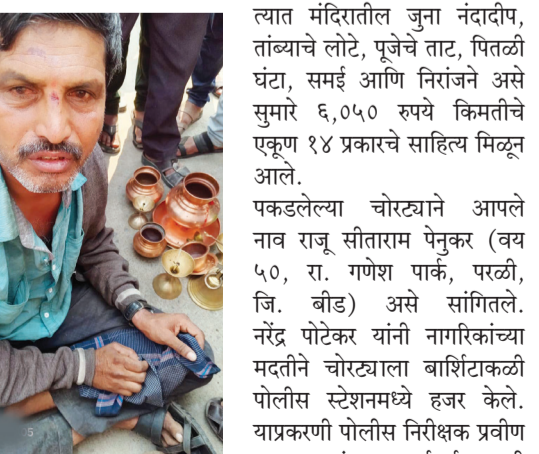 त्यात मंदिरातील जुना नंदादीप,
तांब्याचे लोटे, पूजेचे ताट, पितळी
घंटा, समई आणि निरांजने असे
सुमारे ६,०५० रुपये किमतीचे
एकूण १४ प्रकारचे साहित्य मिळून
आले.
पकडलेल्या चोरट्याने आपले
नाव राजू सीताराम पेनुकर (वय
५०, रा. गणेश पार्क, परळी,
जि. बीड) असे सांगितले.
नरेंद्र पोटेकर यांनी नागरिकांच्या
मदतीने चोरट्याला बार्शिटाकळी
पोलीस स्टेशनमध्ये हजर केले.
याप्रकरणी पोलीस निरीक्षक प्रवीण